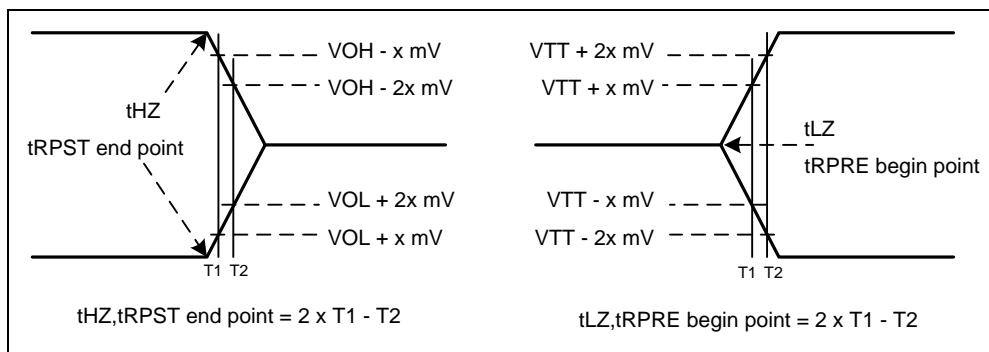 VOH - x mV
VOH - 2x mV
tHZ
tRPST end point
VOL + 2x mV
VOL + x mV
T1 T2
tHZ,tRPST end point = 2 x T1 - T2
VTT + 2x mV
VTT + x mV
tLZ
tRPRE begin point
VTT - x mV
VTT - 2x mV
T1 T2
tLZ,tRPRE begin point = 2 x T1 - T2